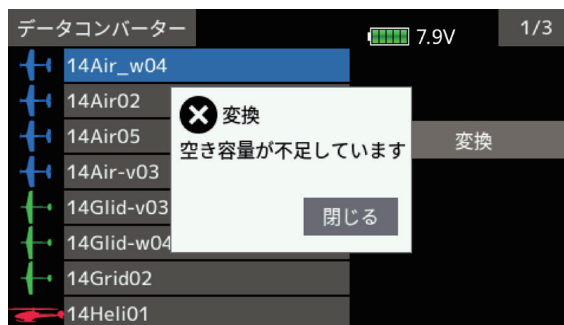 データコンバーター
7.9V
1/3
14Air_w04
14Air02
14Air05
14Air-v03
14Glid-v03
14Glid-w04
14Grid02
14Heli01
変換
空き容量が不足しています
閉じる
変換